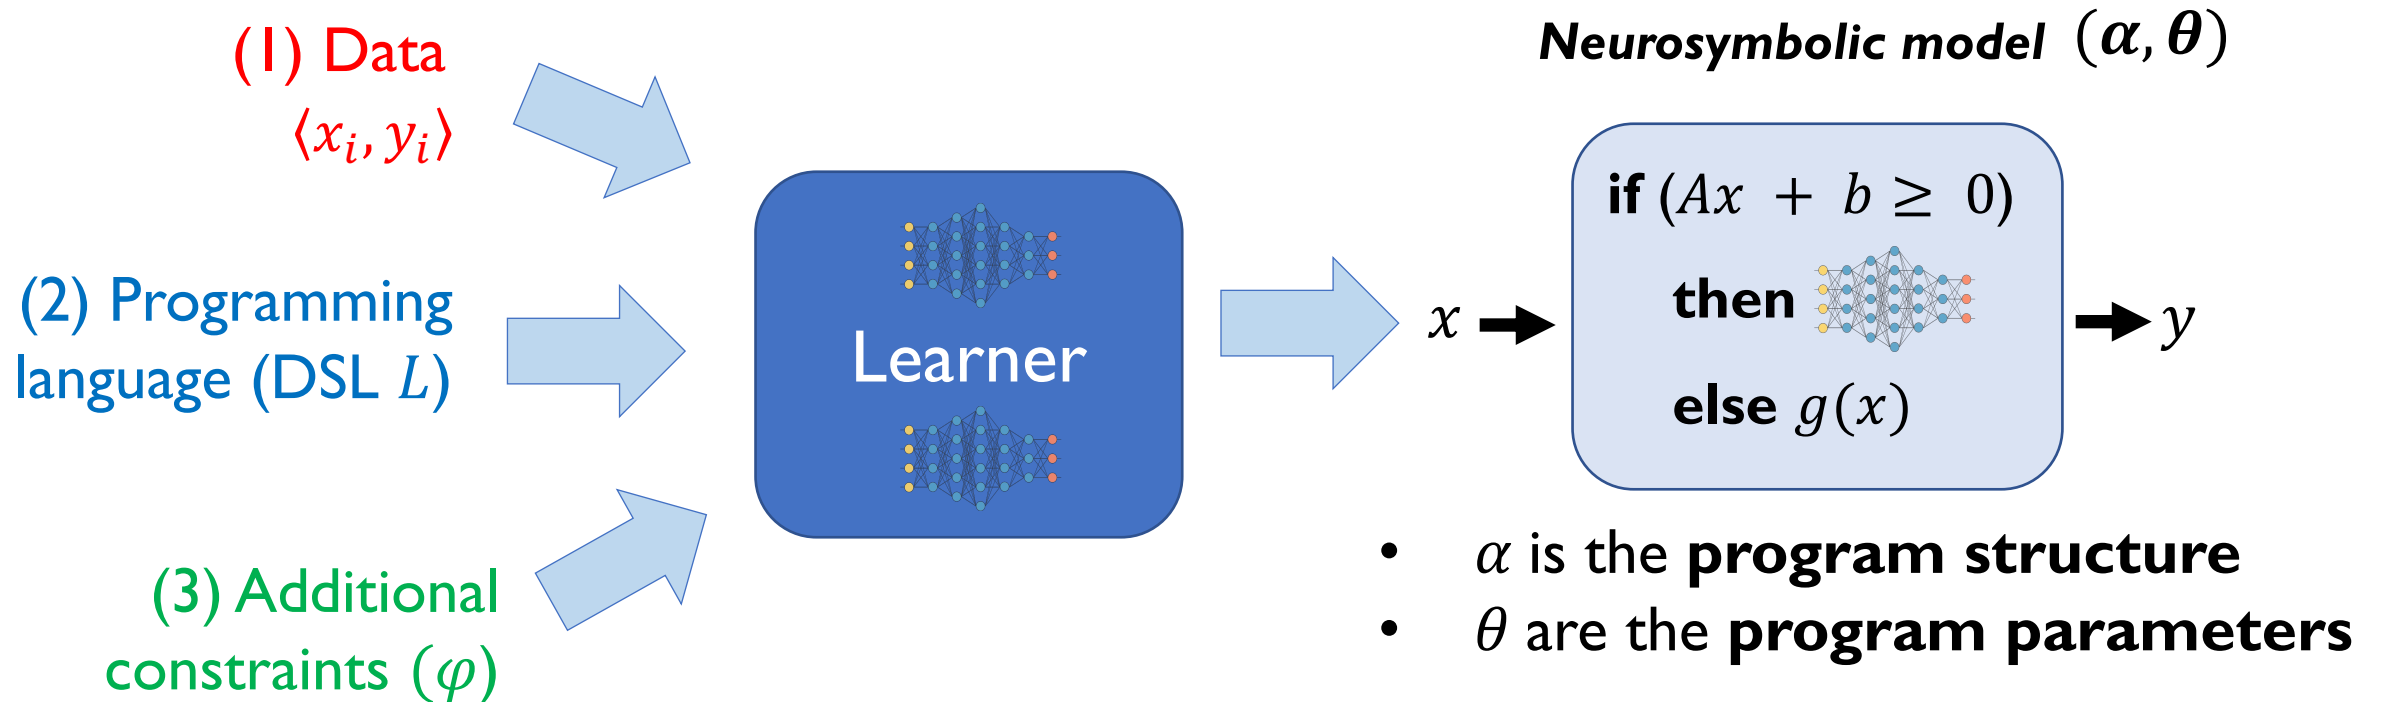 (1) Data
⟨xᵢ, yᵢ⟩
(2) Programming
language (DSL L)
(3) Additional
constraints (φ)
Learner
Neurosymbolic model (α, θ)
x
if (Ax + b ≥ 0)
then
else g(x)
y
• α is the program structure
• θ are the program parameters